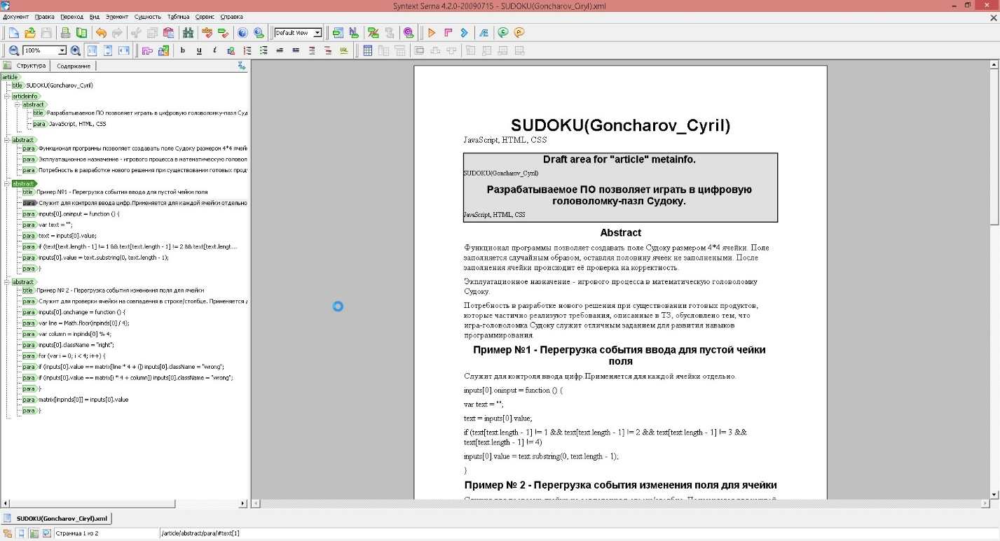 Syntext Serna 4.2.0-20090715 - SUDOKU(Goncharov_Ciryl).xml
Документ Правка Переход Вид Элемент Сущность Таблица Сервис Справка
Default View
100% b u i URL
Структура Содержание
article
title SUDOKU(Goncharov_Cyril)
articleinfo
abstract
title Разрабатываемое ПО позволяет играть в цифровую головоломку-пазл Суд
para JavaScript, HTML, CSS
abstract
para Функционал программы позволяет создавать поле Судоку размером 4*4 ячейк
para Экплуатационное назначение - игрового процесса в математическую головол
para Потребность в разработке нового решения при существовании готовых прод
abstract
title Пример №1 - Перегрузка события ввода для пустой чейки поля
para Служит для контроля ввода цифр.Применяется для каждой ячейки отдельно
para inputs[0].oninput = function () {
para var text = "";
para text = inputs[0].value;
para if (text[text.length - 1] != 1 && text[text.length - 1] != 2 && text[text.lengt...
para inputs[0].value = text.substring(0, text.length - 1);
para }
abstract
title Пример № 2 - Перегрузка события изменения поля для ячейки
para Служит для проверки ячейки на совпадения в строке/столбце. Применяется д
para inputs[0].onchange = function () {
para var line = Math.floor(inpinds[0] / 4);
para var column = inpinds[0] % 4;
para inputs[0].className = "right";
para for (var i = 0; i < 4; i++) {
para if (inputs[0].value == matrix[line * 4 + i]) inputs[0].className = "wrong";
para if (inputs[0].value == matrix[i * 4 + column]) inputs[0].className = "wrong";
para }
para matrix[inpinds[0]] = inputs[0].value
para }
SUDOKU(Goncharov_Cyril)
JavaScript, HTML, CSS
Draft area for "article" metainfo.
SUDOKU(Goncharov_Cyril)
Разрабатываемое ПО позволяет играть в цифровую
головоломку-пазл Судоку.
JavaScript, HTML, CSS
Abstract
Функционал программы позволяет создавать поле Судоку размером 4*4 ячейки. Поле
заполняется случайным образом, оставляя половину ячеек не заполнеными. После
заполнения ячейки происходит её проверка на корректность.
Экплуатационное назначение - игрового процесса в математическую головоломку
Судоку.
Потребность в разработке нового решения при существовании готовых продуктов,
которые частично реализуют требования, описанные в ТЗ, обусловлено тем, что
игра-головоломка Судоку служит отличным заданием для развития навыков
программирования.
Пример №1 - Перегрузка события ввода для пустой чейки
поля
Служит для контроля ввода цифр.Применяется для каждой ячейки отдельно.
inputs[0].oninput = function () {
var text = "";
text = inputs[0].value;
if (text[text.length - 1] != 1 && text[text.length - 1] != 2 && text[text.length - 1] != 3 &&
text[text.length - 1] != 4)
inputs[0].value = text.substring(0, text.length - 1);
}
Пример № 2 - Перегрузка события изменения поля для ячейки
SUDOKU(Goncharov_Ciryl).xml
Страница 1 из 2 /article/abstract/para/#text[1]